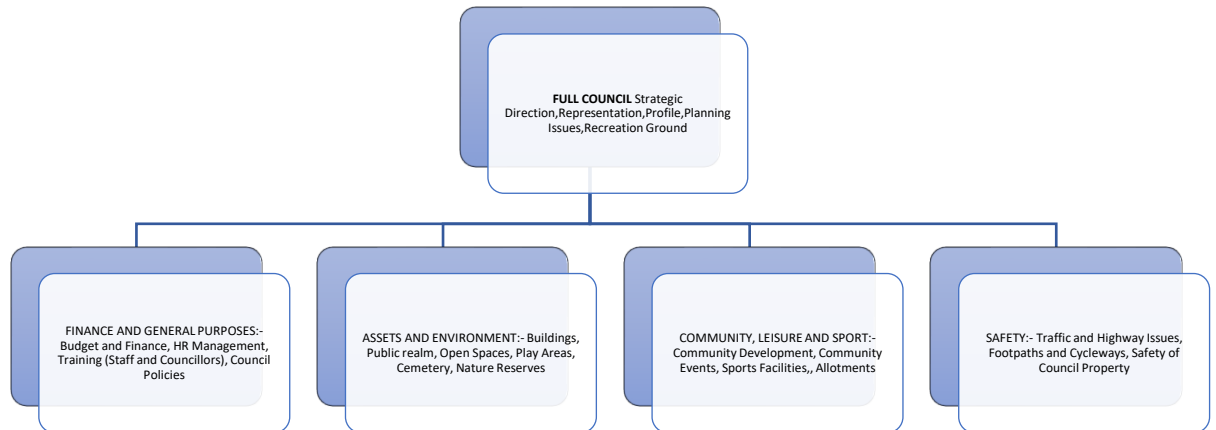 FULL COUNCIL Strategic
Direction,Representation,Profile,Planning
Issues,Recreation Ground
FINANCE AND GENERAL PURPOSES:-
Budget and Finance, HR Management,
Training (Staff and Councillors), Council
Policies
ASSETS AND ENVIRONMENT:- Buildings,
Public realm, Open Spaces, Play Areas,
Cemetery, Nature Reserves
COMMUNITY, LEISURE AND SPORT:-
Community Development, Community
Events, Sports Facilities,, Allotments
SAFETY:- Traffic and Highway Issues,
Footpaths and Cycleways, Safety of
Council Property